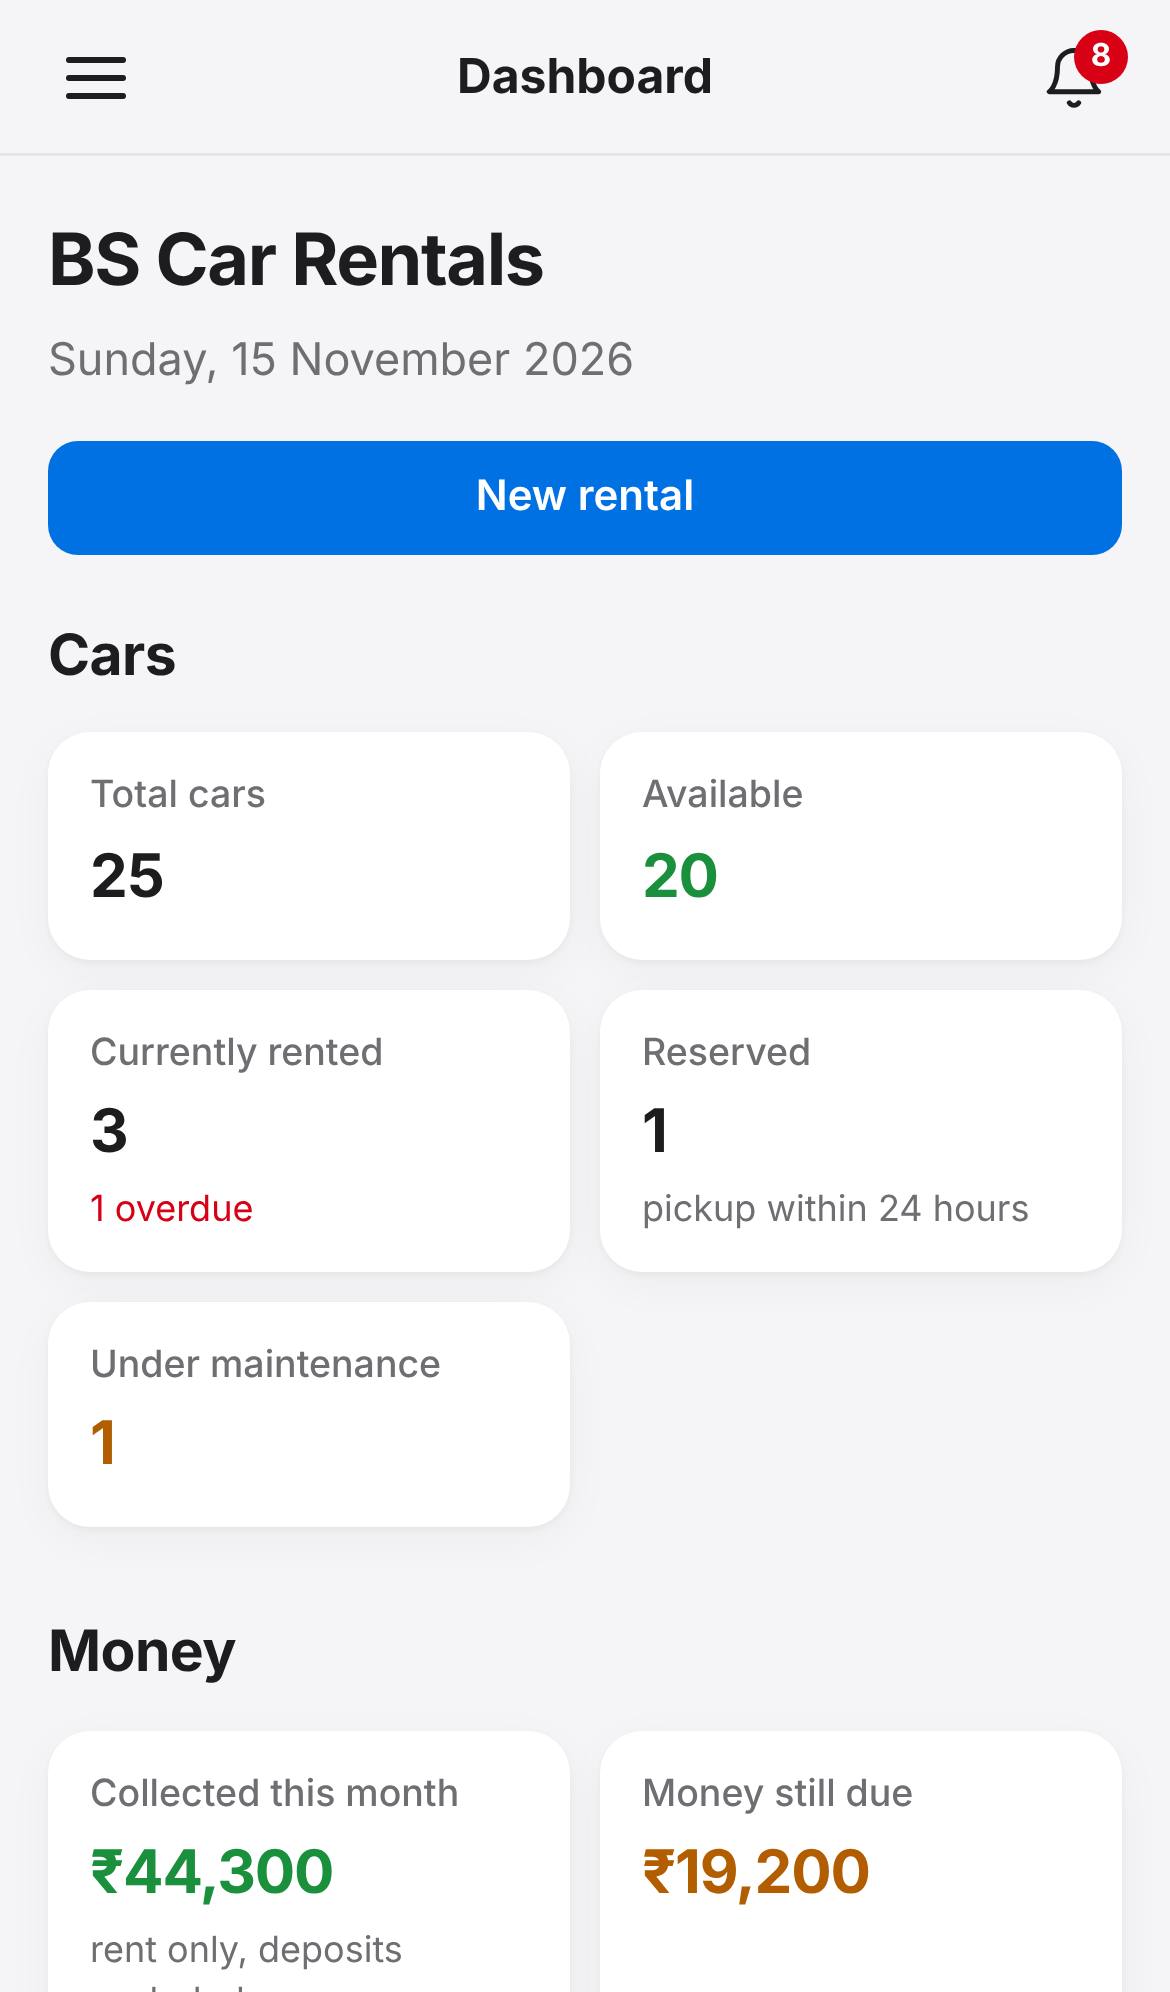 Dashboard
8
BS Car Rentals
Sunday, 15 November 2026
New rental
Cars
Total cars
25
Available
20
Currently rented
3
1 overdue
Reserved
1
pickup within 24 hours
Under maintenance
1
Money
Collected this month
₹44,300
rent only, deposits
Money still due
₹19,200